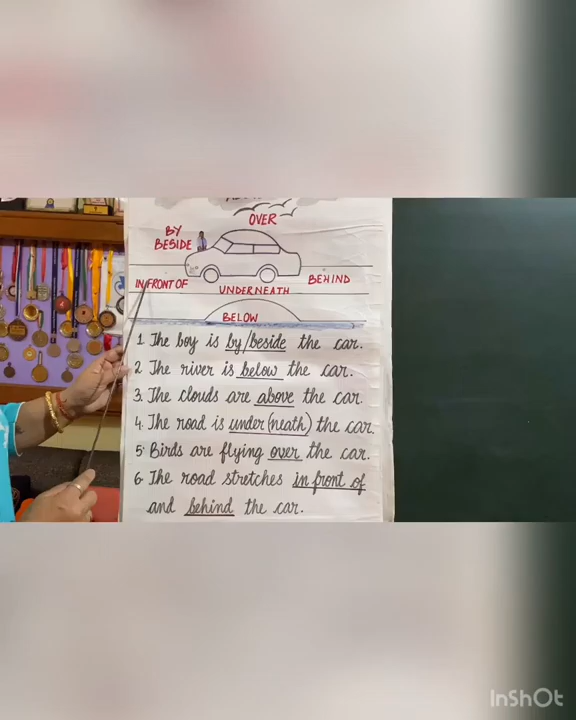 OVER
BY
BESIDE
IN FRONT OF
UNDERNEATH
BEHIND
BELOW
1 The boy is by/beside the car.
2 The river is below the car.
3. The clouds are above the car.
4. The road is under(neath) the car.
5 Birds are flying over the car.
6 The road stretches in front of
and behind the car.
InShOt